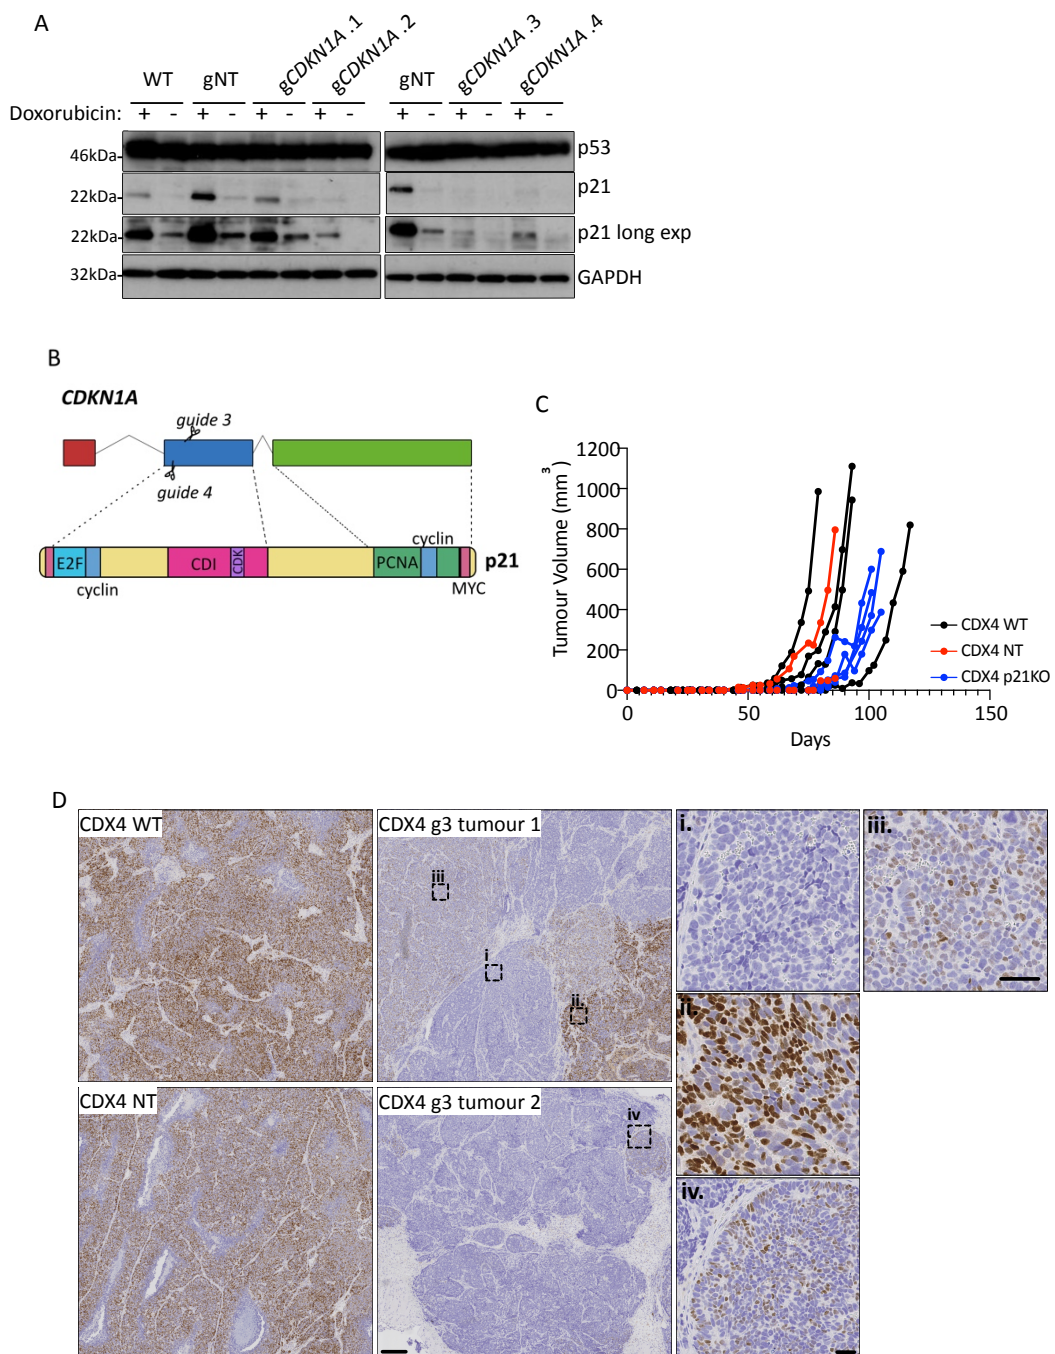 A
WT gNT gCDKN1A .1 gCDKN1A .2 gNT gCDKN1A .3 gCDKN1A .4
Doxorubicin: + - + - + - + - + - + - + -
46kDa- p53
22kDa- p21
22kDa- p21 long exp
32kDa- GAPDH
B
CDKN1A
guide 3
guide 4
E2F CDI CDK PCNA cyclin p21
cyclin MYC
C
Tumour Volume (mm3)
1200
1000
800
600
400
200
0
0 50 100 150
Days
CDX4 WT
CDX4 NT
CDX4 p21KO
D
CDX4 WT CDX4 g3 tumour 1 i. iii.
iii
i
ii.
ii.
CDX4 NT CDX4 g3 tumour 2
iv
iv.